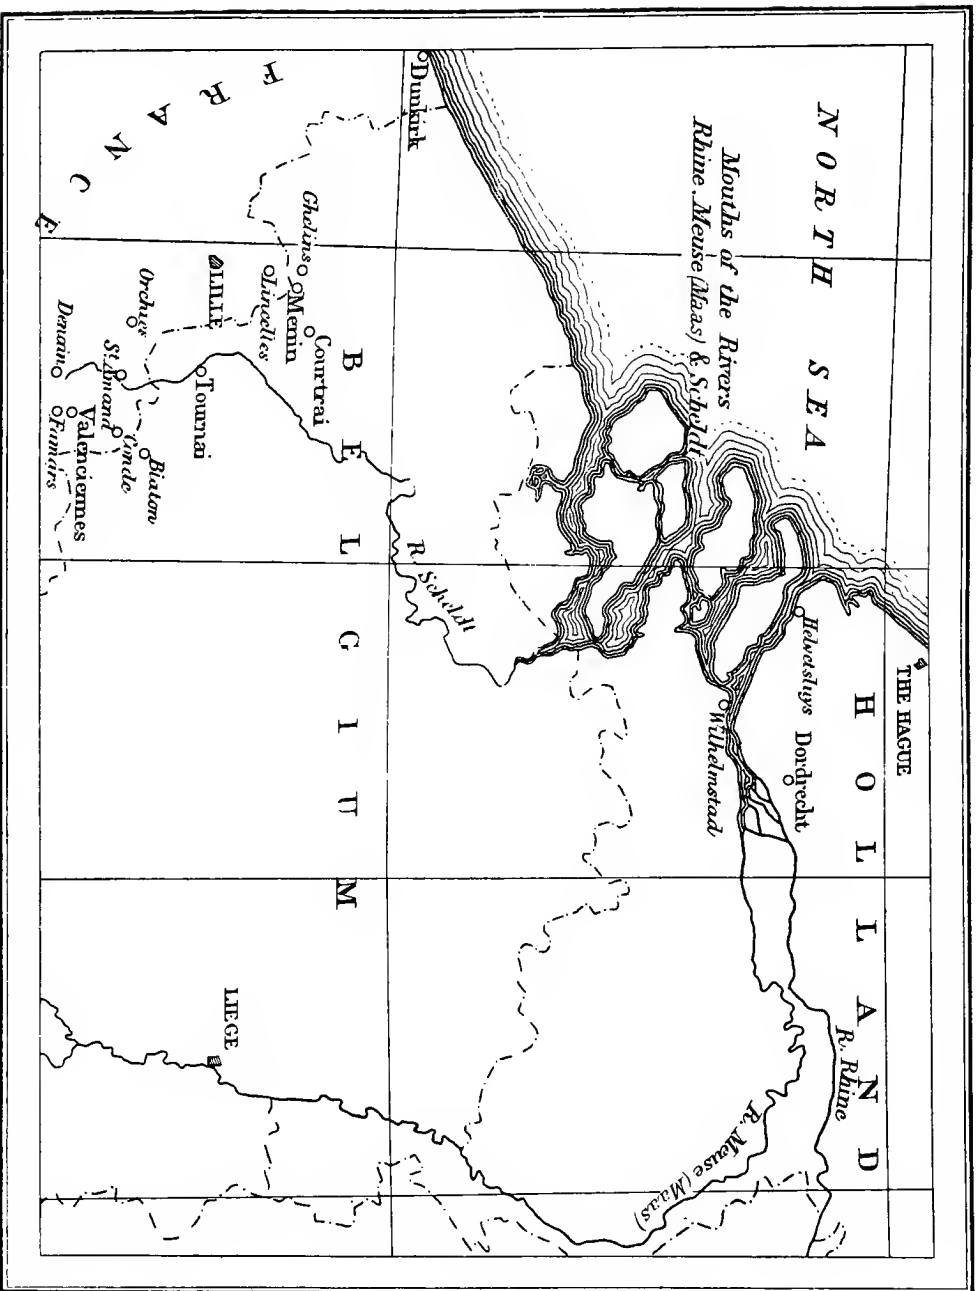 NORTH SEA
Mouths of the Rivers
Rhine, Meuse (Maas) & Scheldt
THE HAGUE
HOLLAND
Helvetsluys
Dordrecht
Wilhelmstad
R. Rhine
R. Meuse (Maas)
Dunkirk
FRANCE
BELGIUM
R. Scheldt
Ghelins
Menin
Courtrai
Lincelles
LILLE
Tournai
Orchies
St. Amand
Denain
Condé
Blaton
Valenciennes
Famars
LIEGE